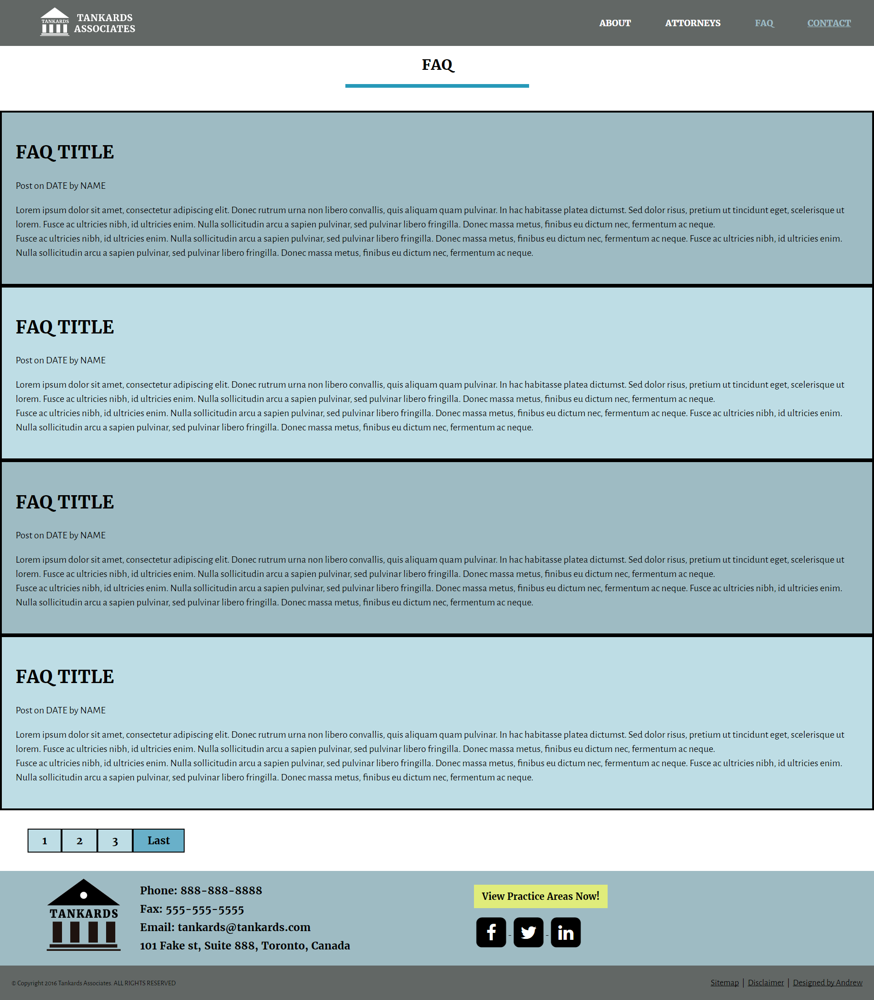 TANKARDS
TANKARDS
ASSOCIATES
ABOUT
ATTORNEYS
FAQ
CONTACT
FAQ
FAQ TITLE
Post on DATE by NAME
Lorem ipsum dolor sit amet, consectetur adipiscing elit. Donec rutrum urna non libero convallis, quis aliquam quam pulvinar. In hac habitasse platea dictumst. Sed dolor risus, pretium ut tincidunt eget, scelerisque ut
lorem. Fusce ac ultricies nibh, id ultricies enim. Nulla sollicitudin arcu a sapien pulvinar, sed pulvinar libero fringilla. Donec massa metus, finibus eu dictum nec, fermentum ac neque.
Fusce ac ultricies nibh, id ultricies enim. Nulla sollicitudin arcu a sapien pulvinar, sed pulvinar libero fringilla. Donec massa metus, finibus eu dictum nec, fermentum ac neque. Fusce ac ultricies nibh, id ultricies enim.
Nulla sollicitudin arcu a sapien pulvinar, sed pulvinar libero fringilla. Donec massa metus, finibus eu dictum nec, fermentum ac neque.
FAQ TITLE
Post on DATE by NAME
Lorem ipsum dolor sit amet, consectetur adipiscing elit. Donec rutrum urna non libero convallis, quis aliquam quam pulvinar. In hac habitasse platea dictumst. Sed dolor risus, pretium ut tincidunt eget, scelerisque ut
lorem. Fusce ac ultricies nibh, id ultricies enim. Nulla sollicitudin arcu a sapien pulvinar, sed pulvinar libero fringilla. Donec massa metus, finibus eu dictum nec, fermentum ac neque.
Fusce ac ultricies nibh, id ultricies enim. Nulla sollicitudin arcu a sapien pulvinar, sed pulvinar libero fringilla. Donec massa metus, finibus eu dictum nec, fermentum ac neque. Fusce ac ultricies nibh, id ultricies enim.
Nulla sollicitudin arcu a sapien pulvinar, sed pulvinar libero fringilla. Donec massa metus, finibus eu dictum nec, fermentum ac neque.
FAQ TITLE
Post on DATE by NAME
Lorem ipsum dolor sit amet, consectetur adipiscing elit. Donec rutrum urna non libero convallis, quis aliquam quam pulvinar. In hac habitasse platea dictumst. Sed dolor risus, pretium ut tincidunt eget, scelerisque ut
lorem. Fusce ac ultricies nibh, id ultricies enim. Nulla sollicitudin arcu a sapien pulvinar, sed pulvinar libero fringilla. Donec massa metus, finibus eu dictum nec, fermentum ac neque.
Fusce ac ultricies nibh, id ultricies enim. Nulla sollicitudin arcu a sapien pulvinar, sed pulvinar libero fringilla. Donec massa metus, finibus eu dictum nec, fermentum ac neque. Fusce ac ultricies nibh, id ultricies enim.
Nulla sollicitudin arcu a sapien pulvinar, sed pulvinar libero fringilla. Donec massa metus, finibus eu dictum nec, fermentum ac neque.
FAQ TITLE
Post on DATE by NAME
Lorem ipsum dolor sit amet, consectetur adipiscing elit. Donec rutrum urna non libero convallis, quis aliquam quam pulvinar. In hac habitasse platea dictumst. Sed dolor risus, pretium ut tincidunt eget, scelerisque ut
lorem. Fusce ac ultricies nibh, id ultricies enim. Nulla sollicitudin arcu a sapien pulvinar, sed pulvinar libero fringilla. Donec massa metus, finibus eu dictum nec, fermentum ac neque.
Fusce ac ultricies nibh, id ultricies enim. Nulla sollicitudin arcu a sapien pulvinar, sed pulvinar libero fringilla. Donec massa metus, finibus eu dictum nec, fermentum ac neque. Fusce ac ultricies nibh, id ultricies enim.
Nulla sollicitudin arcu a sapien pulvinar, sed pulvinar libero fringilla. Donec massa metus, finibus eu dictum nec, fermentum ac neque.
1
2
3
Last
TANKARDS
Phone: 888-888-8888
Fax: 555-555-5555
Email: tankards@tankards.com
101 Fake st, Suite 888, Toronto, Canada
View Practice Areas Now!
© Copyright 2016 Tankards Associates. ALL RIGHTS RESERVED
Sitemap | Disclaimer | Designed by Andrew